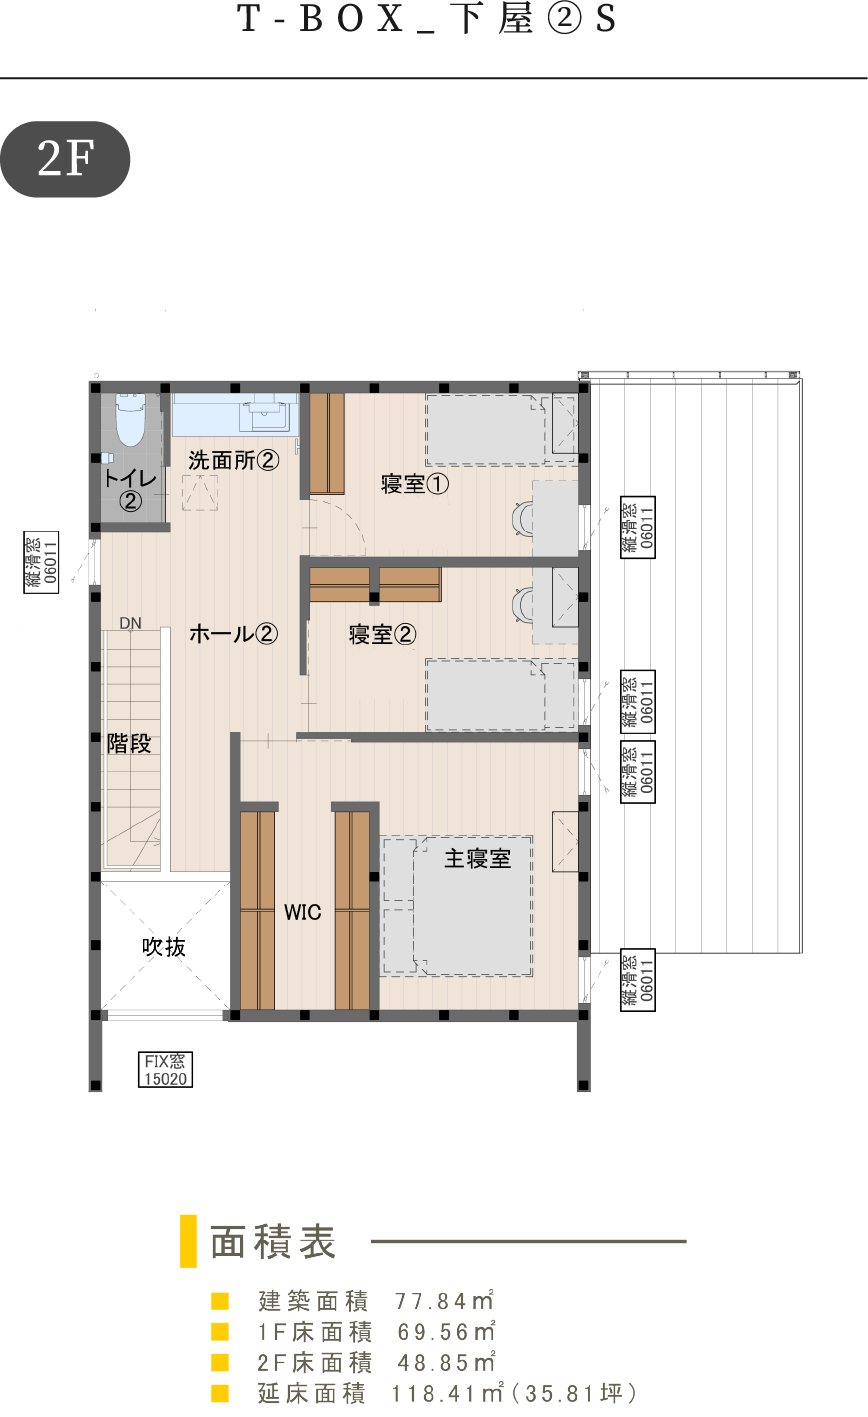 T-BOX_下屋②S
2F
洗面所②
トイレ
②
寝室①
縦滑窓
06011
縦滑窓
06011
DN
ホール②
寝室②
縦滑窓
06011
階段
縦滑窓
06011
主寝室
WIC
吹抜
縦滑窓
06011
FIX窓
15020
面積表
建築面積 77.84㎡
1F床面積 69.56㎡
2F床面積 48.85㎡
延床面積 118.41㎡(35.81坪)